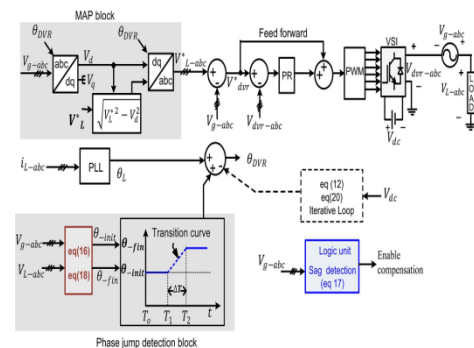 MAP block
θDVR
θDVR
Feed forward
VSI
Vg-abc
Vg-abc
abc
dq
Vd
Vq
dq
abc
V*L-abc
V*dvr
PR
PWM
Vdvr-abc
VL-abc
LOAD
V*L
√V*L² − Vd²
Vg-abc
Vdvr-abc
Vdc
iL-abc
PLL
θL
θDVR
eq (12)
eq(20)
Iterative Loop
Vdc
Vg-abc
VL-abc
eq(16)
eq(18)
θ-init
θ-fin
θ-fin
θ-init
Transition curve
ΔT
To
T1
T2
t
Phase jump detection block
Vg-abc
Logic unit
Sag detection
(eq 17)
Enable
compensation